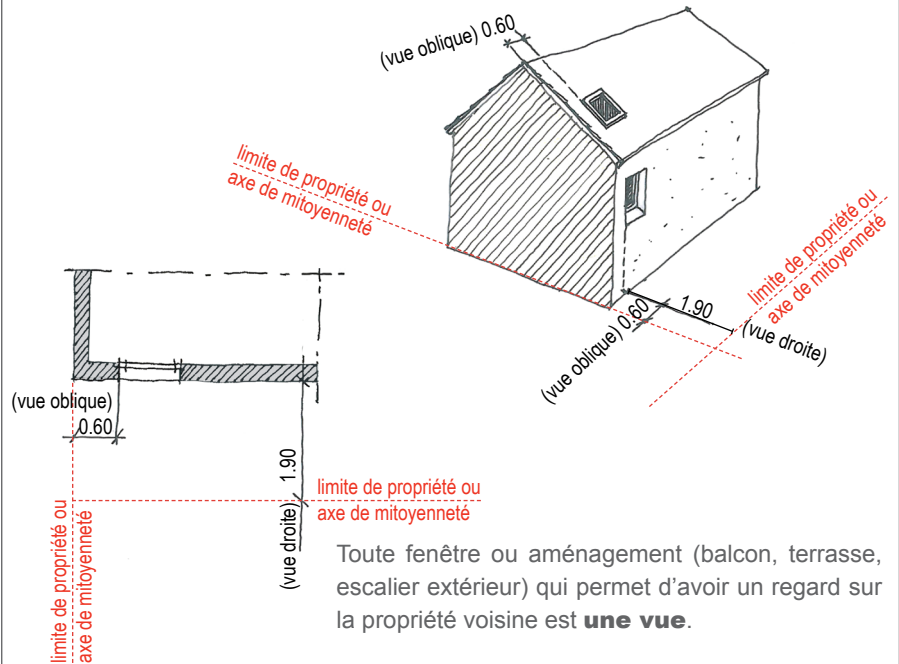 (vue oblique) 0.60
limite de propriété ou
axe de mitoyenneté
limite de propriété ou
axe de mitoyenneté
(vue oblique) 0.60
1.90
(vue droite)
(vue oblique)
0.60
(vue droite) 1.90
limite de propriété ou
axe de mitoyenneté
limite de propriété ou
axe de mitoyenneté
Toute fenêtre ou aménagement (balcon, terrasse,
escalier extérieur) qui permet d’avoir un regard sur
la propriété voisine est une vue.